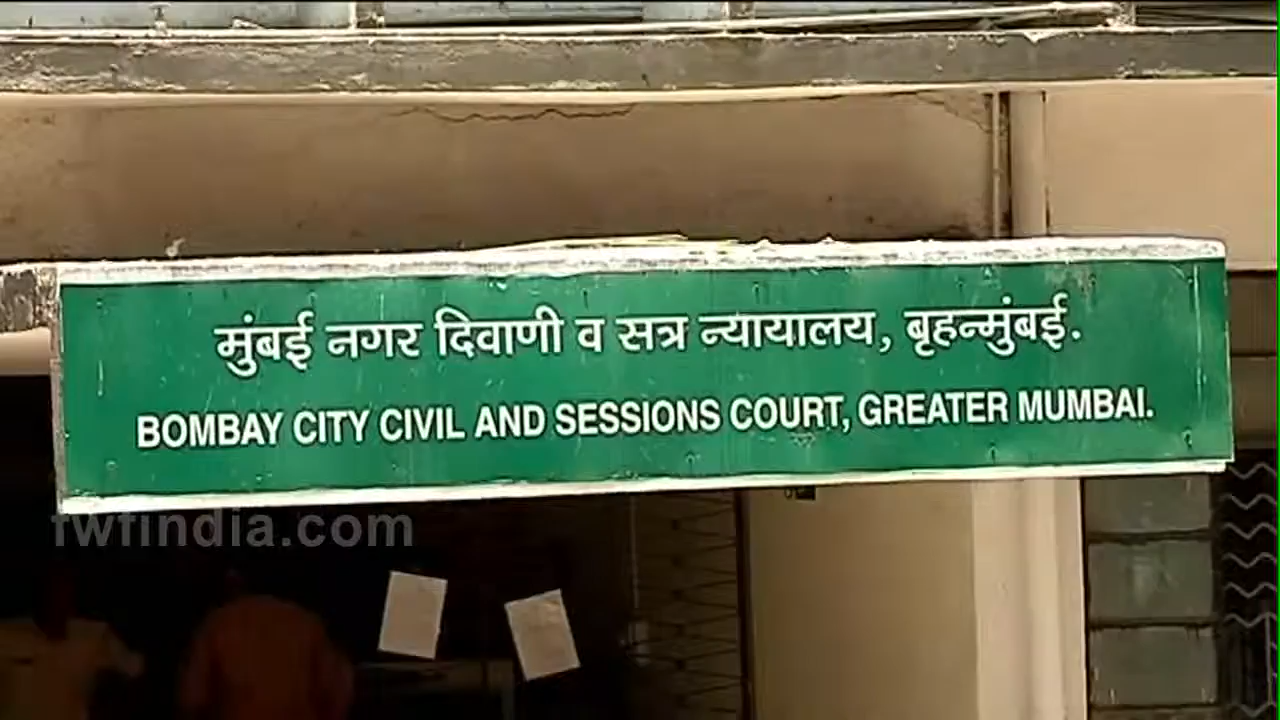 मुंबई नगर दिवाणी व सत्र न्यायालय, बृहन्मुंबई.
BOMBAY CITY CIVIL AND SESSIONS COURT, GREATER MUMBAI.
fwfindia.com